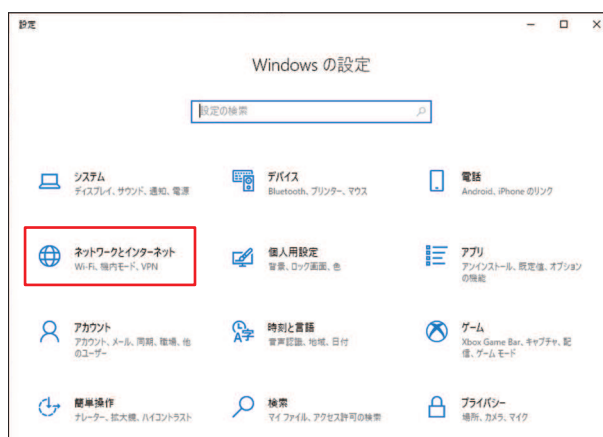 設定
Windows の設定
設定の検索
システム
ディスプレイ、サウンド、通知、電源
デバイス
Bluetooth、プリンター、マウス
電話
Android、iPhone のリンク
ネットワークとインターネット
Wi-Fi、機内モード、VPN
個人用設定
背景、ロック画面、色
アプリ
アンインストール、既定値、オプション
の機能
アカウント
アカウント、メール、同期、職場、他
のユーザー
時刻と言語
音声認識、地域、日付
ゲーム
Xbox Game Bar、キャプチャ、配
信、ゲーム モード
簡単操作
ナレーター、拡大鏡、ハイコントラスト
検索
マイ ファイル、アクセス許可の検索
プライバシー
場所、カメラ、マイク